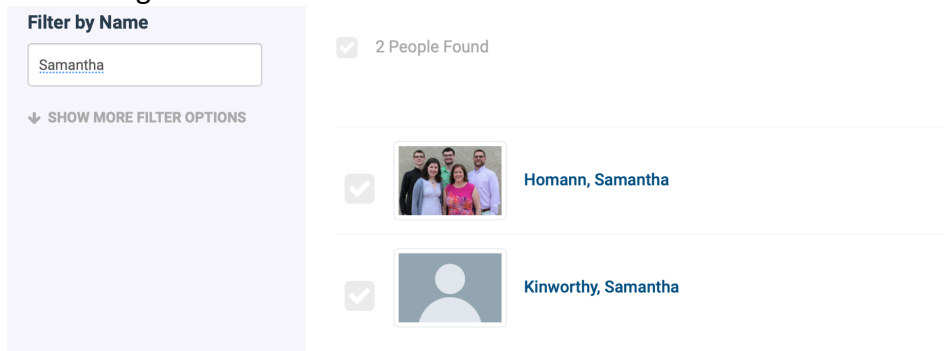 Filter by Name
Samantha
SHOW MORE FILTER OPTIONS
2 People Found
Homann, Samantha
Kinworthy, Samantha